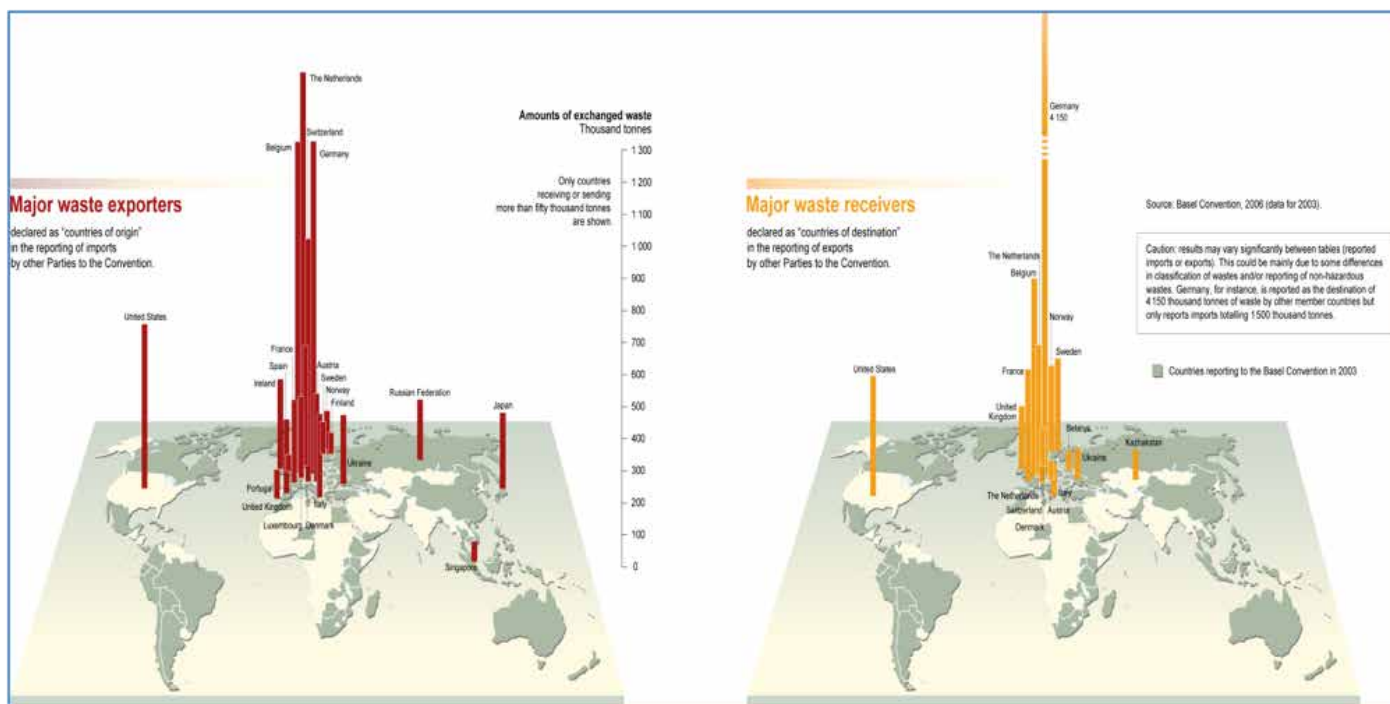 Major waste exporters
declared as “countries of origin”
in the reporting of imports
by other Parties to the Convention.
The Netherlands
Switzerland
Belgium
Germany
United States
France
Spain
Ireland
Austria
Sweden
Norway
Finland
Russian Federation
Japan
Ukraine
Portugal
United Kingdom
Italy
Luxembourg
Denmark
Singapore
Amounts of exchanged waste
Thousand tonnes
Only countries
receiving or sending
more than fifty thousand tonnes
are shown
1 300
1 200
1 100
1 000
900
800
700
600
500
400
300
200
100
0
Major waste receivers
declared as “countries of destination”
in the reporting of exports
by other Parties to the Convention.
Germany
4 150
The Netherlands
Belgium
Norway
Sweden
United States
France
United
Kingdom
Belarus
Ukraine
Kazhakstan
The Netherlands
Italy
Switzerland
Austria
Denmark
Source: Basel Convention, 2006 (data for 2003).
Caution: results may vary significantly between tables (reported
imports or exports). This could be mainly due to some differences
in classification of wastes and/or reporting of non-hazardous
wastes. Germany, for instance, is reported as the destination of
4 150 thousand tonnes of waste by other member countries but
only reports imports totalling 1 500 thousand tonnes.
Countries reporting to the Basel Convention in 2003